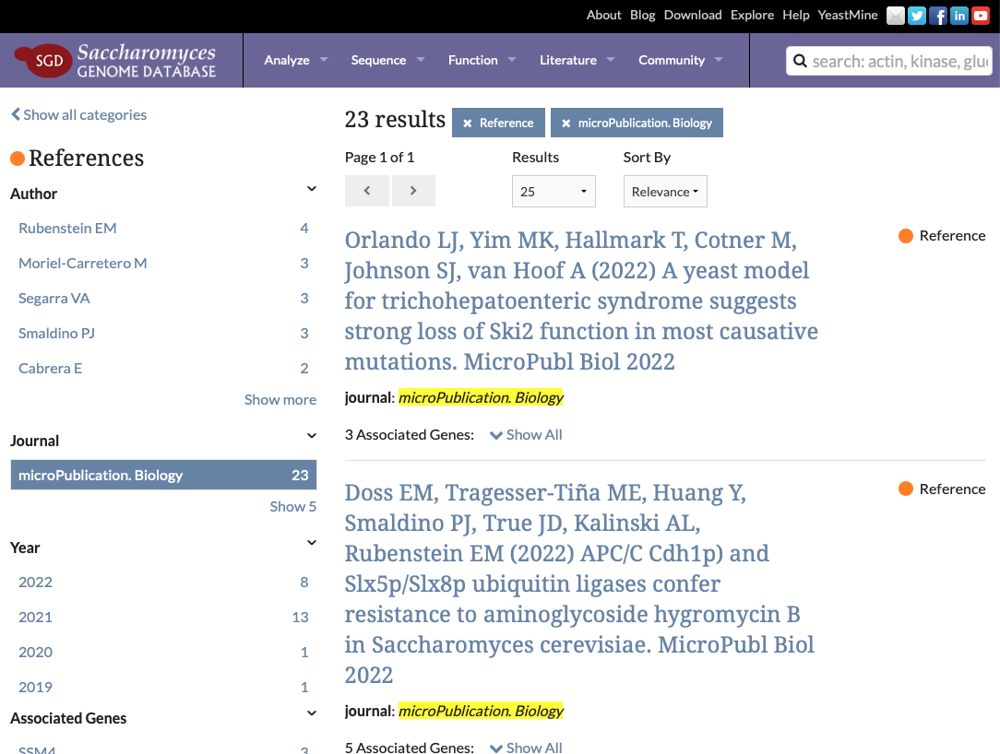 About Blog Download Explore Help YeastMine
SGD Saccharomyces
GENOME DATABASE
Analyze Sequence Function Literature Community
search: actin, kinase, glu
Show all categories
References
Author
Rubenstein EM 4
Moriel-Carretero M 3
Segarra VA 3
Smaldino PJ 3
Cabrera E 2
Show more
Journal
microPublication. Biology 23
Show 5
Year
2022 8
2021 13
2020 1
2019 1
Associated Genes
SSM4 3
23 results × Reference × microPublication. Biology
Page 1 of 1 Results Sort By
25 Relevance
Orlando LJ, Yim MK, Hallmark T, Cotner M,
Johnson SJ, van Hoof A (2022) A yeast model
for trichohepatoenteric syndrome suggests
strong loss of Ski2 function in most causative
mutations. MicroPubl Biol 2022
Reference
journal: microPublication. Biology
3 Associated Genes: Show All
Doss EM, Tragesser-Tiña ME, Huang Y,
Smaldino PJ, True JD, Kalinski AL,
Rubenstein EM (2022) APC/C Cdh1p) and
Slx5p/Slx8p ubiquitin ligases confer
resistance to aminoglycoside hygromycin B
in Saccharomyces cerevisiae. MicroPubl Biol
2022
Reference
journal: microPublication. Biology
5 Associated Genes: Show All